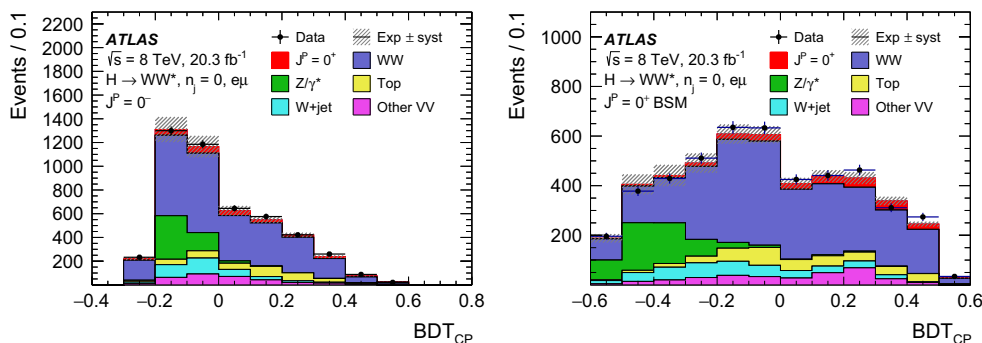 Events / 0.1
2200
2000
1800
1600
1400
1200
1000
800
600
400
200
ATLAS
√s = 8 TeV, 20.3 fb⁻¹
H → WW*, nⱼ = 0, eμ
Jᴾ = 0⁻
Data
Exp ± syst
Jᴾ = 0⁺
WW
Z/γ*
Top
W+jet
Other VV
−0.4 −0.2 0 0.2 0.4 0.6 0.8
BDT_CP
Events / 0.1
1000
800
600
400
200
ATLAS
√s = 8 TeV, 20.3 fb⁻¹
H → WW*, nⱼ = 0, eμ
Jᴾ = 0⁺ BSM
Data
Exp ± syst
Jᴾ = 0⁺
WW
Z/γ*
Top
W+jet
Other VV
−0.6 −0.4 −0.2 0 0.2 0.4 0.6
BDT_CP